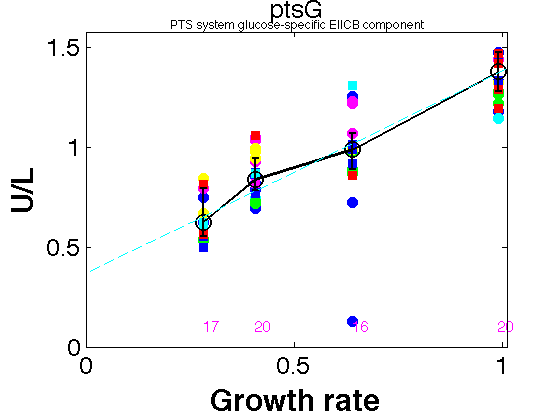 ptsG
PTS system glucose-specific EIICB component
1.5
1
0.5
0
U/L
17
20
16
20
0
0.5
1
Growth rate